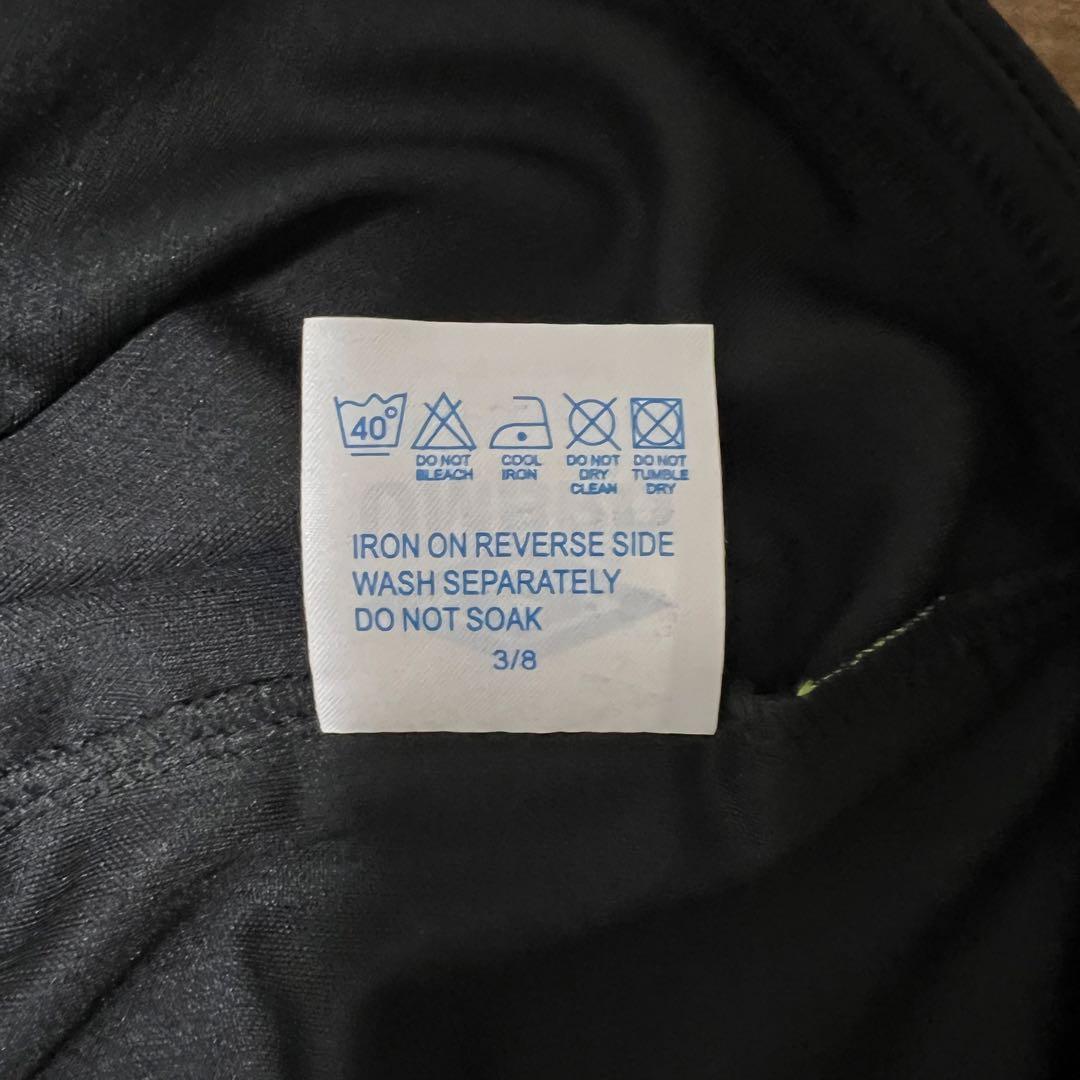 40°
DO NOT BLEACH
COOL IRON
DO NOT DRY CLEAN
DO NOT TUMBLE DRY
IRON ON REVERSE SIDE
WASH SEPARATELY
DO NOT SOAK
3/8